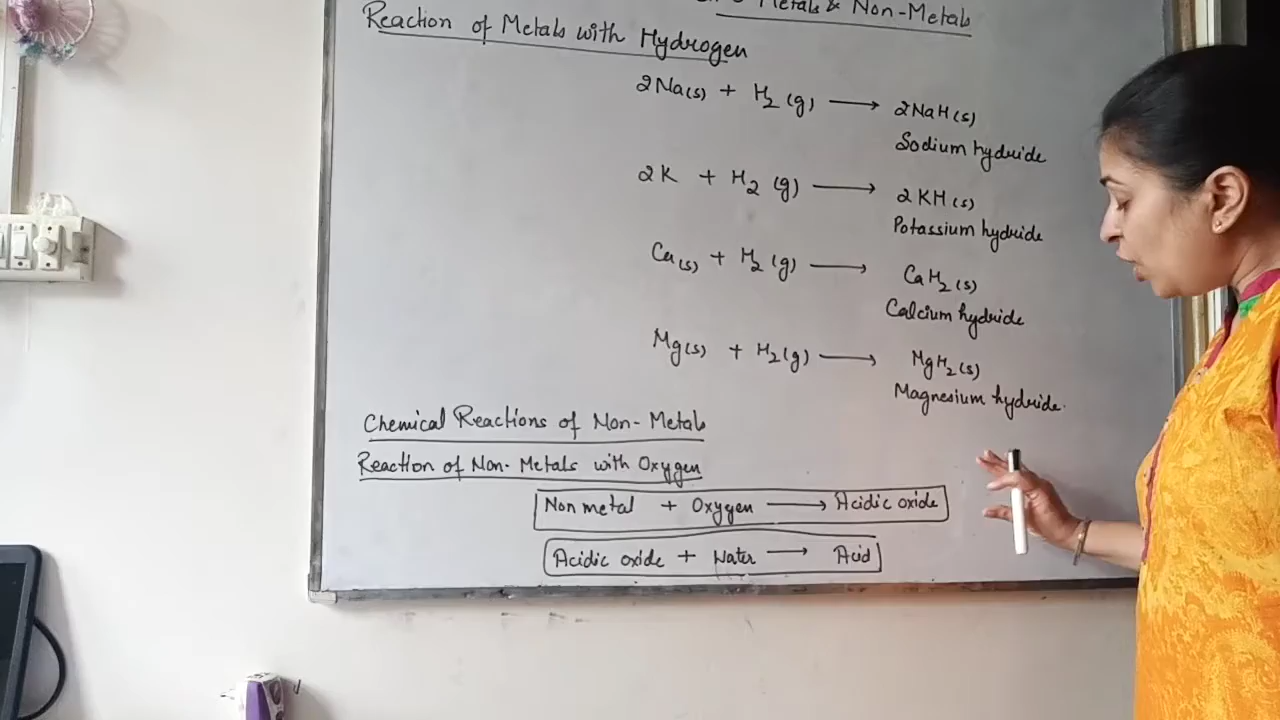 Metals & Non-Metals
Reaction of Metals with Hydrogen
2Na(s) + H2(g) → 2NaH(s)
Sodium hydride
2K + H2(g) → 2KH(s)
Potassium hydride
Ca(s) + H2(g) → CaH2(s)
Calcium hydride
Mg(s) + H2(g) → MgH2(s)
Magnesium hydride.
Chemical Reactions of Non-Metals
Reaction of Non-Metals with Oxygen
Non metal + Oxygen → Acidic oxide
Acidic oxide + Water → Acid